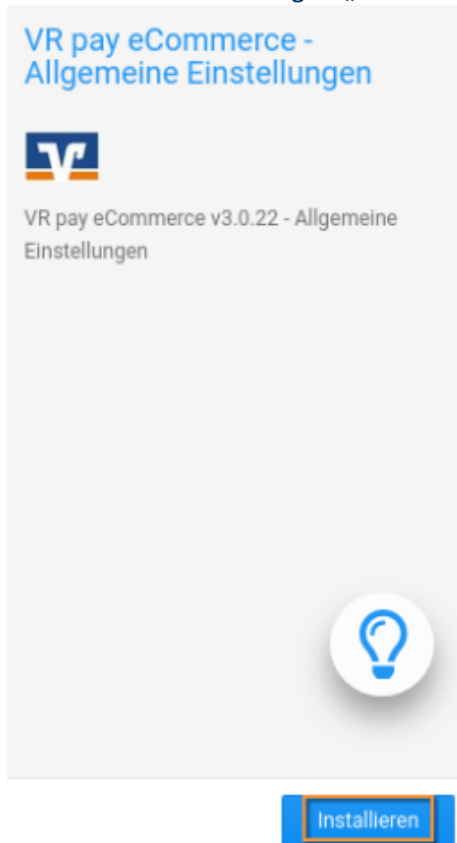 VR pay eCommerce -
Allgemeine Einstellungen
VR pay eCommerce v3.0.22 - Allgemeine
Einstellungen
Installieren